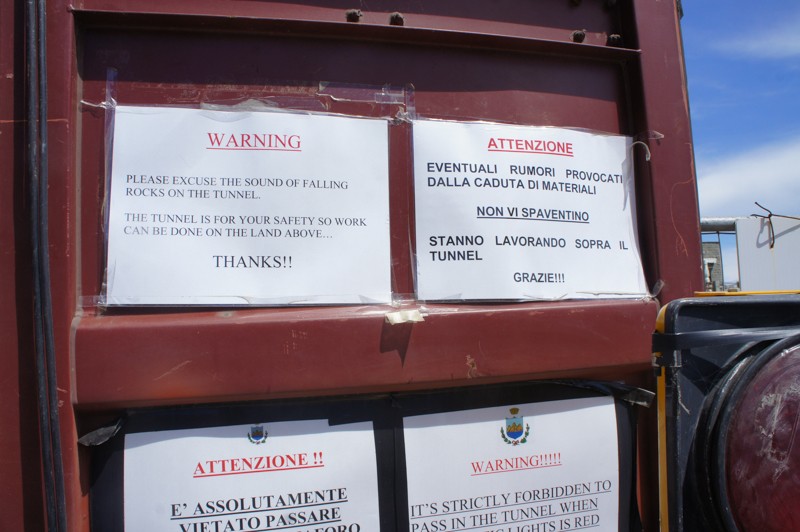 WARNING
PLEASE EXCUSE THE SOUND OF FALLING
ROCKS ON THE TUNNEL.
THE TUNNEL IS FOR YOUR SAFETY SO WORK
CAN BE DONE ON THE LAND ABOVE...
THANKS!!
ATTENZIONE
EVENTUALI RUMORI PROVOCATI
DALLA CADUTA DI MATERIALI
NON VI SPAVENTINO
STANNO LAVORANDO SOPRA IL
TUNNEL
GRAZIE!!!
ATTENZIONE !!
E' ASSOLUTAMENTE
VIETATO PASSARE
WARNING!!!!!
IT'S STRICTLY FORBIDDEN TO
PASS IN THE TUNNEL WHEN
LIGHTS IS RED